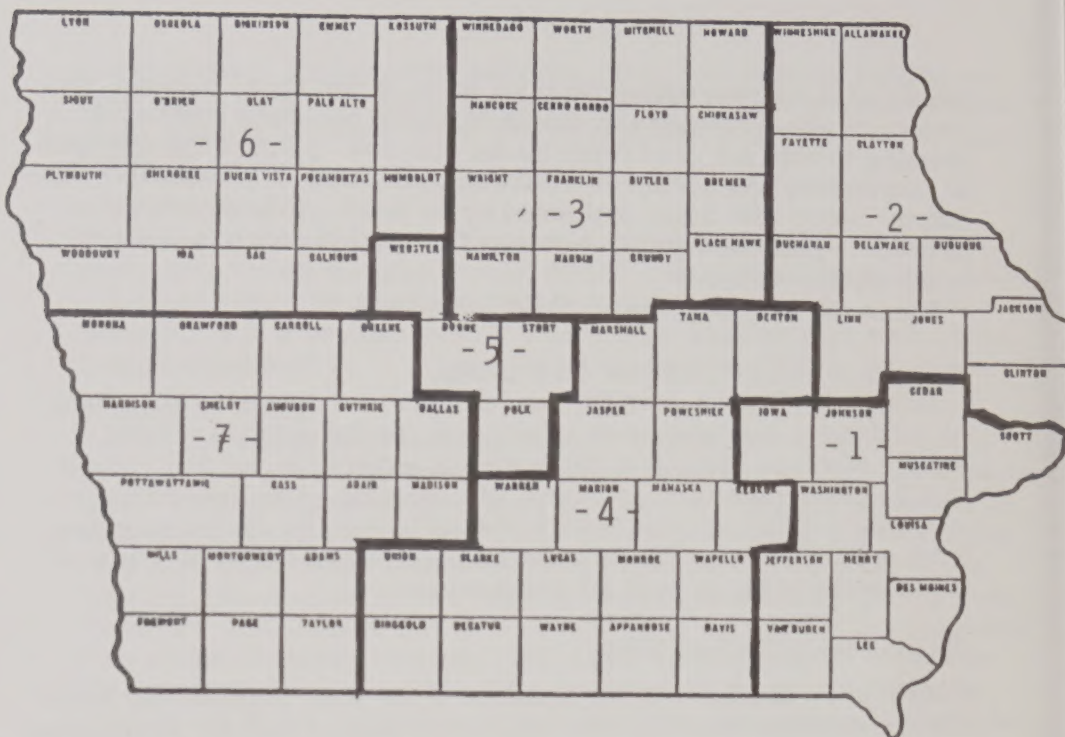 LYON OSCEOLA DICKINSON EMMET KOSSUTH WINNEBAGO WORTH MITCHELL HOWARD WINNESHIEK ALLAMAKEE
SIOUX O'BRIEN CLAY PALO ALTO HANCOCK CERRO GORDO FLOYD CHICKASAW
- 6 -
FAYETTE CLAYTON
PLYMOUTH CHEROKEE BUENA VISTA POCAHONTAS HUMBOLDT WRIGHT FRANKLIN BUTLER BREMER
- 3 - - 2 -
WOODBURY IDA SAC CALHOUN WEBSTER HAMILTON HARDIN GRUNDY BLACK HAWK BUCHANAN DELAWARE DUBUQUE
MONONA CRAWFORD CARROLL GREENE BOONE STORY MARSHALL TAMA BENTON LINN JONES JACKSON
- 5 -
CLINTON
HARRISON SHELBY AUDUBON GUTHRIE DALLAS POLK JASPER POWESHIEK IOWA JOHNSON CEDAR
- 7 - - 1 -
SCOTT
MUSCATINE
POTTAWATTAMIE CASS ADAIR MADISON WARREN MARION MAHASKA KEOKUK WASHINGTON
- 4 -
LOUISA
MILLS MONTGOMERY ADAMS UNION CLARKE LUCAS MONROE WAPELLO JEFFERSON HENRY
DES MOINES
FREMONT PAGE TAYLOR RINGGOLD DECATUR WAYNE APPANOOSE DAVIS VAN BUREN
LEE